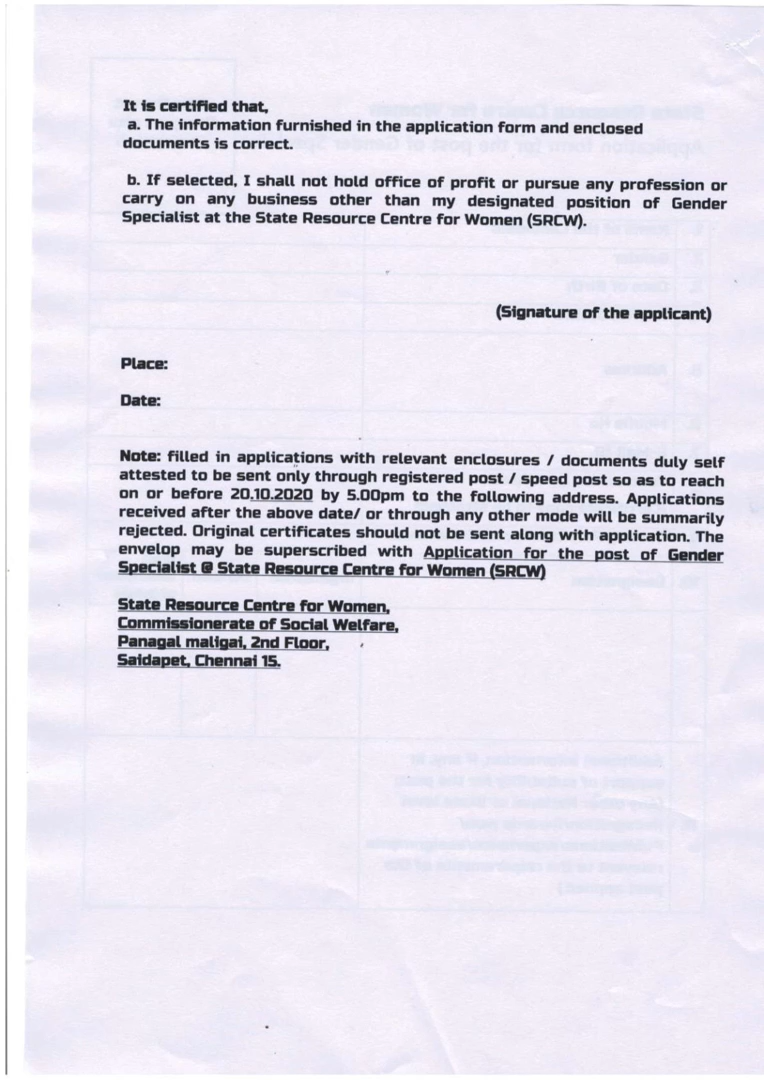 It is certified that,
a. The information furnished in the application form and enclosed
documents is correct.
b. If selected, I shall not hold office of profit or pursue any profession or
carry on any business other than my designated position of Gender
Specialist at the State Resource Centre for Women (SRCW).
(Signature of the applicant)
Place:
Date:
Note: filled in applications with relevant enclosures / documents duly self
attested to be sent only through registered post / speed post so as to reach
on or before 20.10.2020 by 5.00pm to the following address. Applications
received after the above date/ or through any other mode will be summarily
rejected. Original certificates should not be sent along with application. The
envelop may be superscribed with Application for the post of Gender
Specialist @ State Resource Centre for Women (SRCW)
State Resource Centre for Women,
Commissionerate of Social Welfare,
Panagal maligai, 2nd Floor,
Saidapet, Chennai 15.